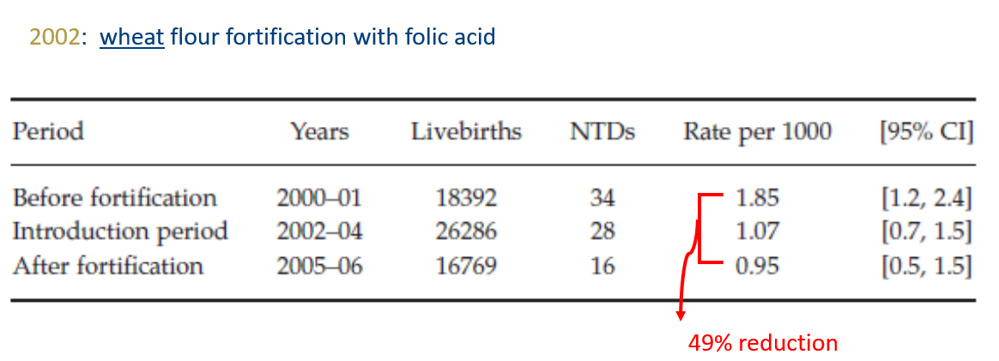 2002: wheat flour fortification with folic acid
Period Years Livebirths NTDs Rate per 1000 [95% CI]
Before fortification 2000–01 18392 34 1.85 [1.2, 2.4]
Introduction period 2002–04 26286 28 1.07 [0.7, 1.5]
After fortification 2005–06 16769 16 0.95 [0.5, 1.5]
49% reduction